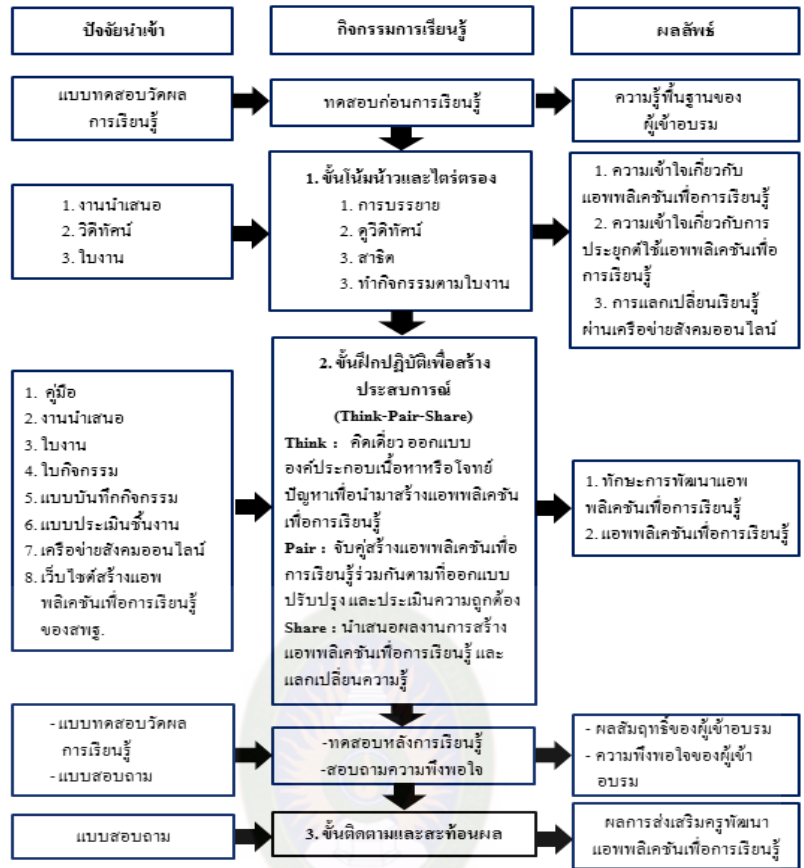 ปัจจัยนำเข้า
กิจกรรมการเรียนรู้
ผลลัพธ์
แบบทดสอบวัดผล
การเรียนรู้
ทดสอบก่อนการเรียนรู้
ความรู้พื้นฐานของ
ผู้เข้าอบรม
1. งานนำเสนอ
2. วิดิทัศน์
3. ใบงาน
1. ขั้นโน้มน้าวและไตร่ตรอง
1. การบรรยาย
2. ดูวิดิทัศน์
3. สาธิต
3. ทำกิจกรรมตามใบงาน
1. ความเข้าใจเกี่ยวกับ
แอพพลิเคชันเพื่อการเรียนรู้
2. ความเข้าใจเกี่ยวกับการ
ประยุกต์ใช้แอพพลิเคชันเพื่อ
การเรียนรู้
3. การแลกเปลี่ยนเรียนรู้
ผ่านเครือข่ายสังคมออนไลน์
1. คู่มือ
2. งานนำเสนอ
3. ใบงาน
4. ใบกิจกรรม
5. แบบบันทึกกิจกรรม
6. แบบประเมินชิ้นงาน
7. เครือข่ายสังคมออนไลน์
8. เว็บไซต์สร้างแอพ
พลิเคชันเพื่อการเรียนรู้
ของสพฐ.
2. ขั้นฝึกปฏิบัติเพื่อสร้าง
ประสบการณ์
(Think-Pair-Share)
Think : คิดเดี่ยว ออกแบบ
องค์ประกอบเนื้อหาหรือโจทย์
ปัญหาเพื่อนำมาสร้างแอพพลิเคชัน
เพื่อการเรียนรู้
Pair : จับคู่สร้างแอพพลิเคชันเพื่อ
การเรียนรู้ร่วมกันตามที่ออกแบบ
ปรับปรุง และประเมินความถูกต้อง
Share : นำเสนอผลงานการสร้าง
แอพพลิเคชันเพื่อการเรียนรู้ และ
แลกเปลี่ยนความรู้
1. ทักษะการพัฒนาแอพ
พลิเคชันเพื่อการเรียนรู้
2. แอพพลิเคชันเพื่อการเรียนรู้
-แบบทดสอบวัดผล
การเรียนรู้
-แบบสอบถาม
-ทดสอบหลังการเรียนรู้
-สอบถามความพึงพอใจ
- ผลสัมฤทธิ์ของผู้เข้าอบรม
- ความพึงพอใจของผู้เข้า
อบรม
แบบสอบถาม
3. ขั้นติดตามและสะท้อนผล
ผลการส่งเสริมครูพัฒนา
แอพพลิเคชันเพื่อการเรียนรู้